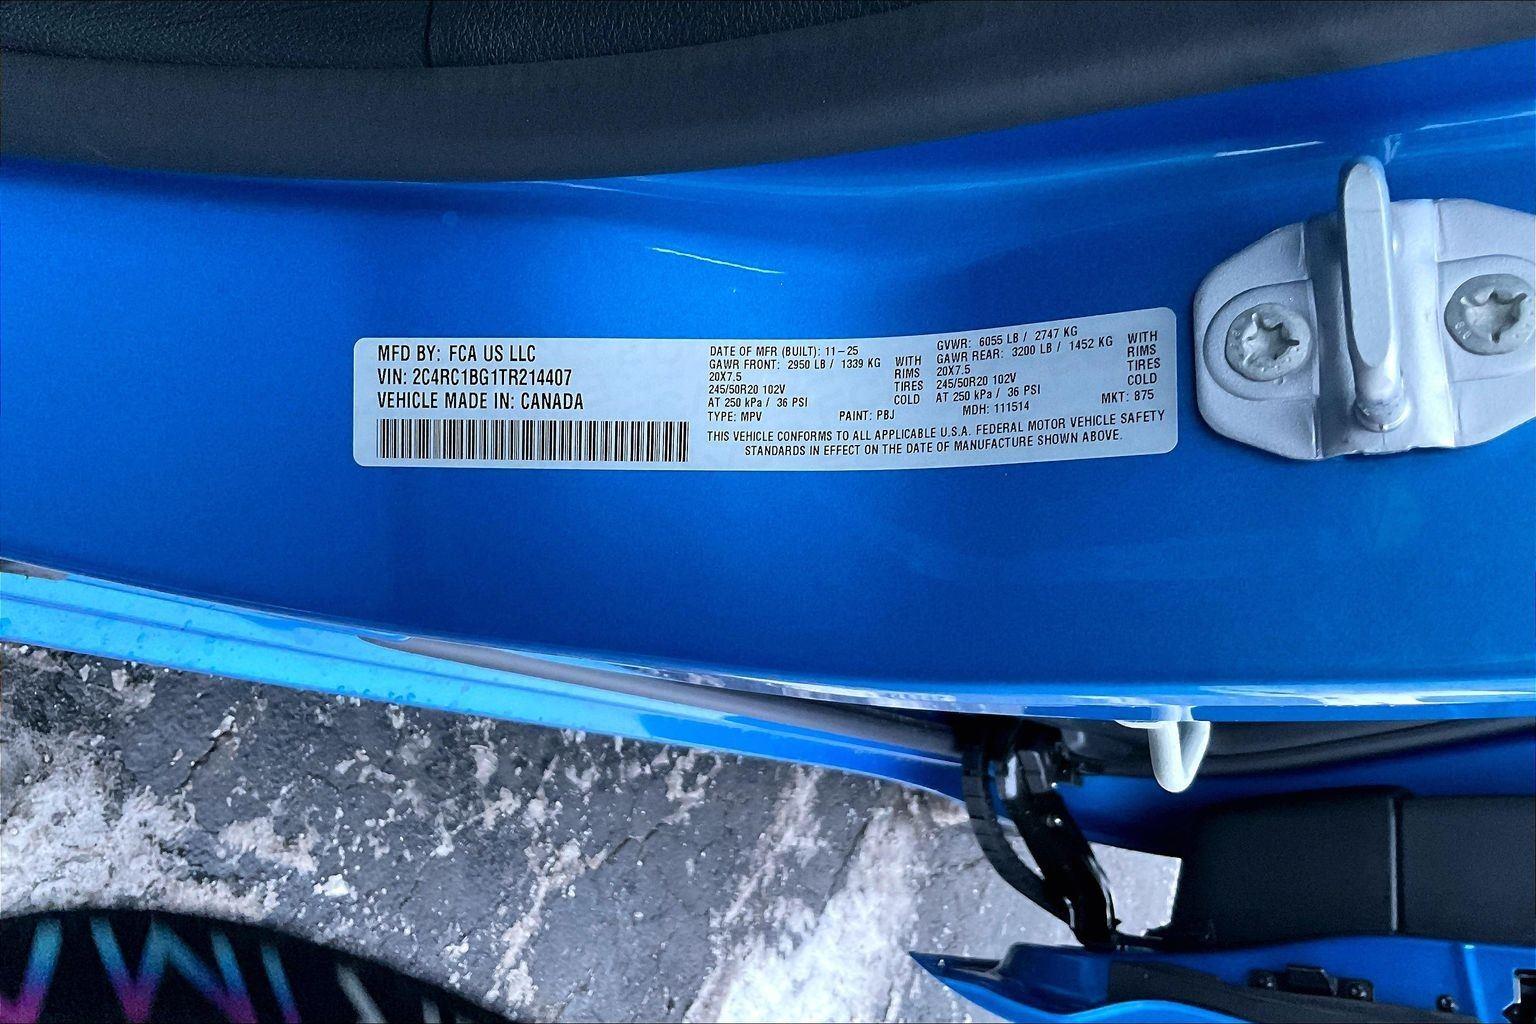 MFD BY: FCA US LLC
VIN: 2C4RC1BG1TR214407
VEHICLE MADE IN: CANADA
DATE OF MFR (BUILT): 11-25
GAWR FRONT: 2950 LB / 1339 KG WITH
20X7.5 RIMS
245/50R20 102V TIRES
AT 250 kPa / 36 PSI COLD
GVWR: 6055 LB / 2747 KG
GAWR REAR: 3200 LB / 1452 KG WITH
20X7.5 RIMS
245/50R20 102V TIRES
AT 250 kPa / 36 PSI COLD
TYPE: MPV PAINT: PBJ MDH: 111514 MKT: 875
THIS VEHICLE CONFORMS TO ALL APPLICABLE U.S.A. FEDERAL MOTOR VEHICLE SAFETY
STANDARDS IN EFFECT ON THE DATE OF MANUFACTURE SHOWN ABOVE.